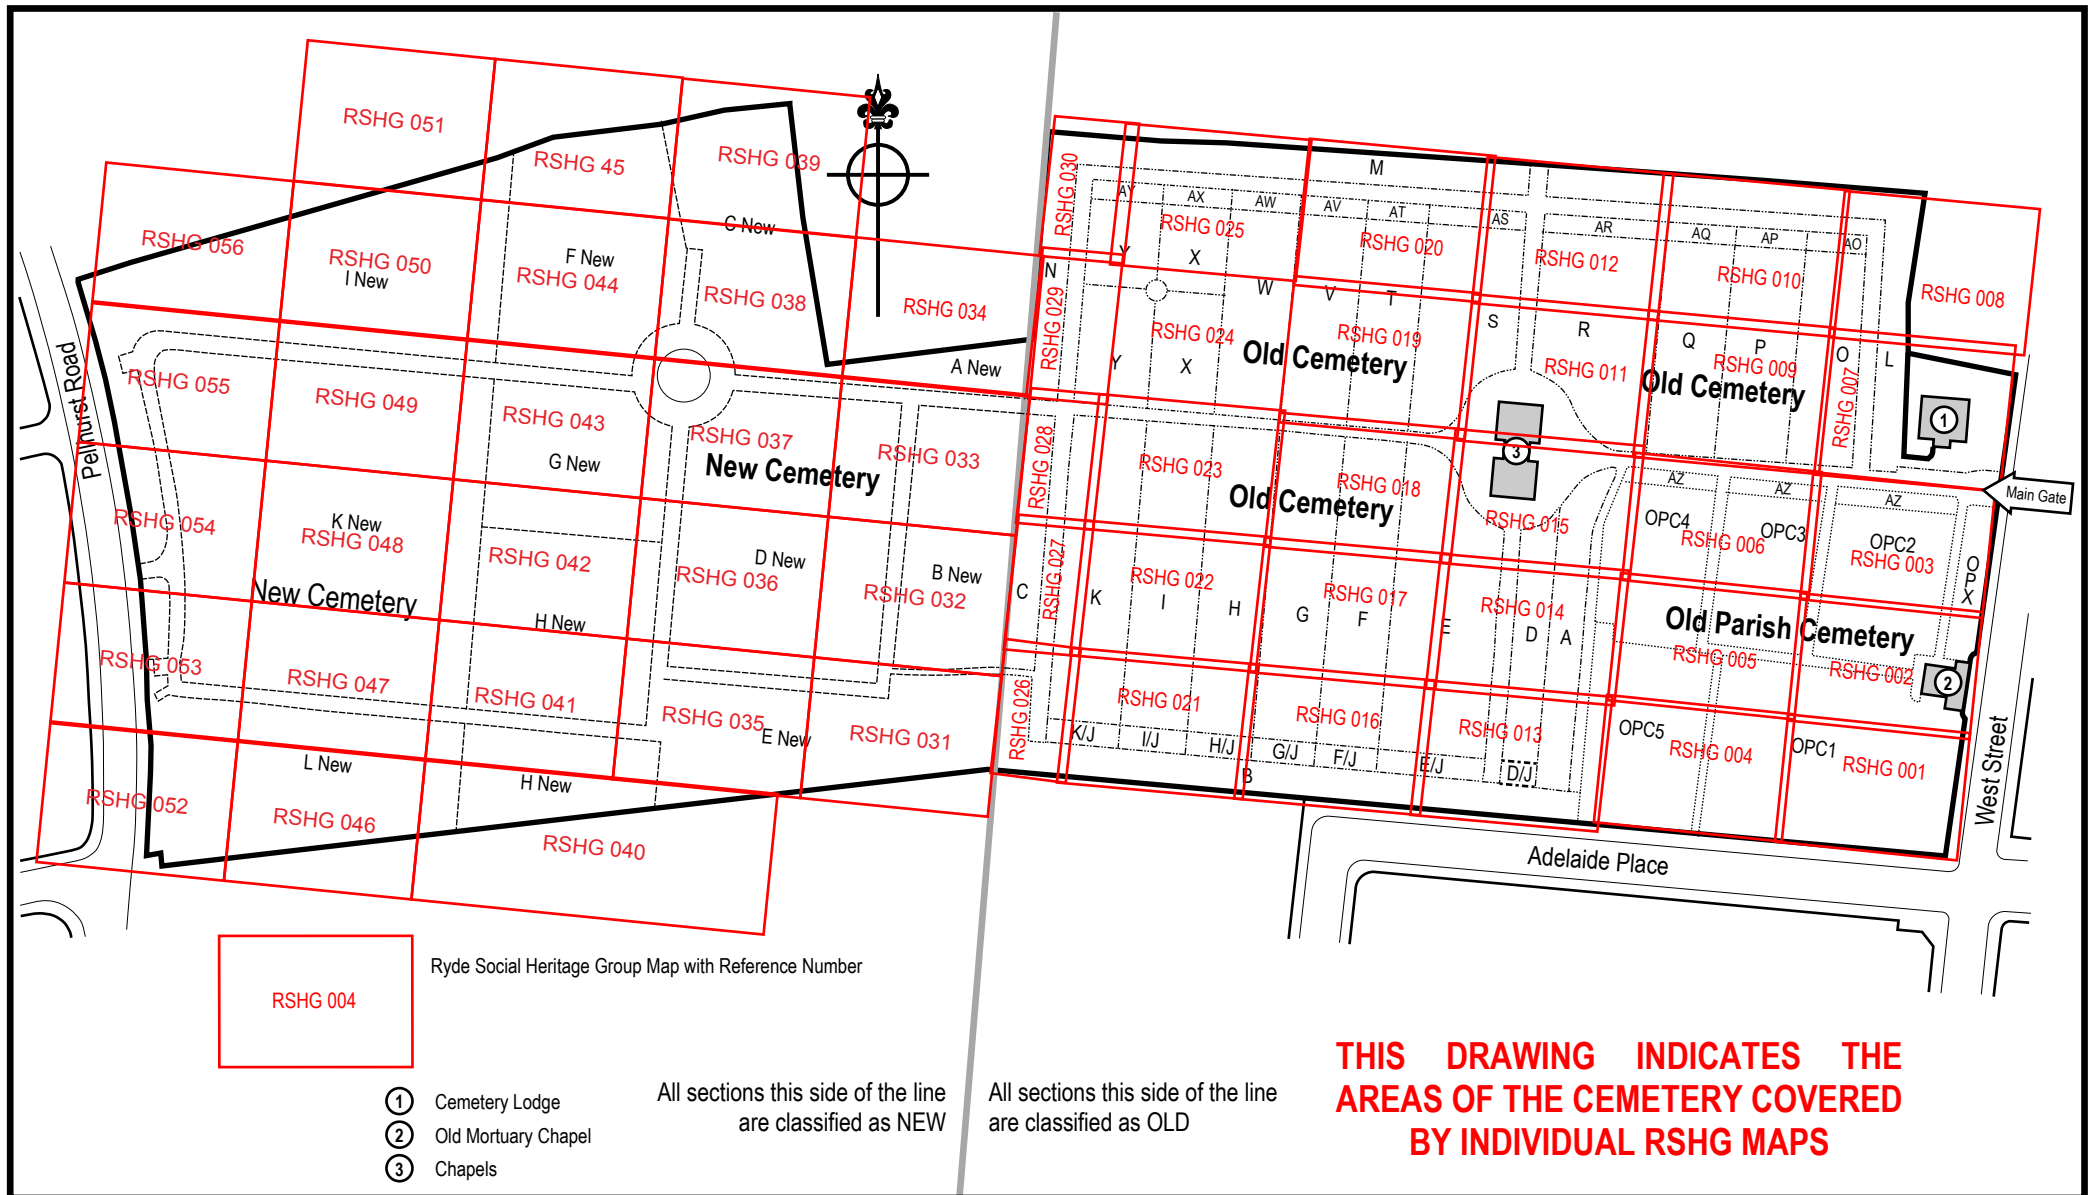 RSHG 051
RSHG 45
RSHG 039
RSHG 056
RSHG 050
I New
F New
RSHG 044
C New
RSHG 038
RSHG 034
A New
RSHG 055
RSHG 049
RSHG 043
G New
RSHG 037
New Cemetery
RSHG 033
RSHG 054
K New
RSHG 048
New Cemetery
RSHG 042
H New
D New
RSHG 036
B New
RSHG 032
RSHG 053
RSHG 047
RSHG 041
RSHG 035
E New
RSHG 031
RSHG 052
L New
RSHG 046
H New
RSHG 040
Pellhurst Road
RSHG 030
M
AY
AX
AW
AV
AT
AS
AR
AQ
AP
AO
RSHG 025
RSHG 020
RSHG 012
RSHG 010
RSHG 008
Y
X
N
RSHG 029
W
V
T
S
R
Q
P
O
L
RSHG 024
RSHG 019
RSHG 011
RSHG 009
RSHG 007
Y
X
Old Cemetery
Old Cemetery
1
3
RSHG 028
RSHG 023
RSHG 018
Old Cemetery
RSHG 015
AZ
AZ
AZ
Main Gate
OPC4
OPC3
OPC2
RSHG 006
RSHG 003
OPX
C
RSHG 027
K
I
H
G
F
E
D
A
RSHG 022
RSHG 017
RSHG 014
Old Parish Cemetery
RSHG 005
RSHG 002
2
RSHG 026
RSHG 021
RSHG 016
RSHG 013
OPC5
RSHG 004
OPC1
RSHG 001
K/J
I/J
H/J
G/J
F/J
E/J
D/J
B
West Street
Adelaide Place
RSHG 004
Ryde Social Heritage Group Map with Reference Number
1 Cemetery Lodge
2 Old Mortuary Chapel
3 Chapels
All sections this side of the line
are classified as NEW
All sections this side of the line
are classified as OLD
THIS DRAWING INDICATES THE
AREAS OF THE CEMETERY COVERED
BY INDIVIDUAL RSHG MAPS